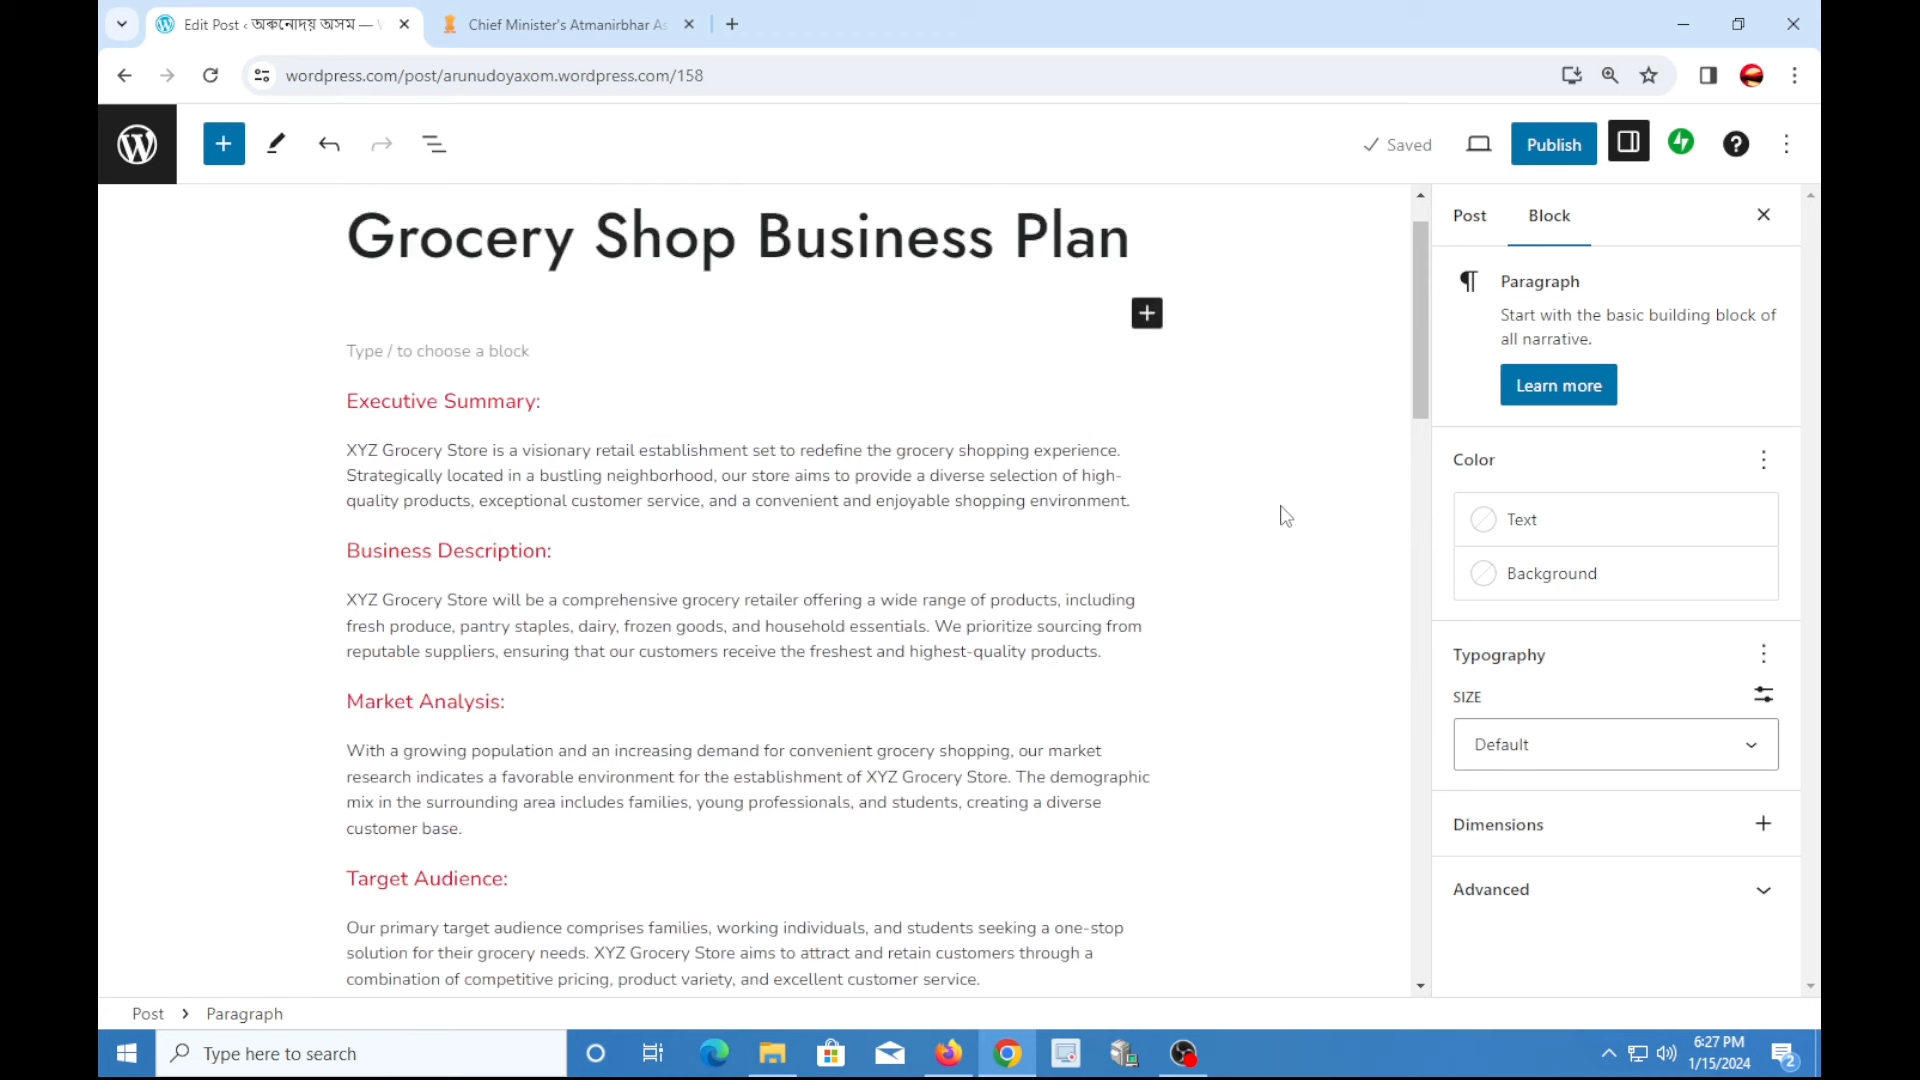 Edit Post ‹ অৰুনোদয় অসম —
Chief Minister's Atmanirbhar As
wordpress.com/post/arunudoyaxom.wordpress.com/158
Saved
Publish
Grocery Shop Business Plan
Type / to choose a block
Executive Summary:
XYZ Grocery Store is a visionary retail establishment set to redefine the grocery shopping experience.
Strategically located in a bustling neighborhood, our store aims to provide a diverse selection of high-
quality products, exceptional customer service, and a convenient and enjoyable shopping environment.
Business Description:
XYZ Grocery Store will be a comprehensive grocery retailer offering a wide range of products, including
fresh produce, pantry staples, dairy, frozen goods, and household essentials. We prioritize sourcing from
reputable suppliers, ensuring that our customers receive the freshest and highest-quality products.
Market Analysis:
With a growing population and an increasing demand for convenient grocery shopping, our market
research indicates a favorable environment for the establishment of XYZ Grocery Store. The demographic
mix in the surrounding area includes families, young professionals, and students, creating a diverse
customer base.
Target Audience:
Our primary target audience comprises families, working individuals, and students seeking a one-stop
solution for their grocery needs. XYZ Grocery Store aims to attract and retain customers through a
combination of competitive pricing, product variety, and excellent customer service.
Post
Block
Paragraph
Start with the basic building block of
all narrative.
Learn more
Color
Text
Background
Typography
SIZE
Default
Dimensions
Advanced
Post
Paragraph
Type here to search
6:27 PM
1/15/2024
2